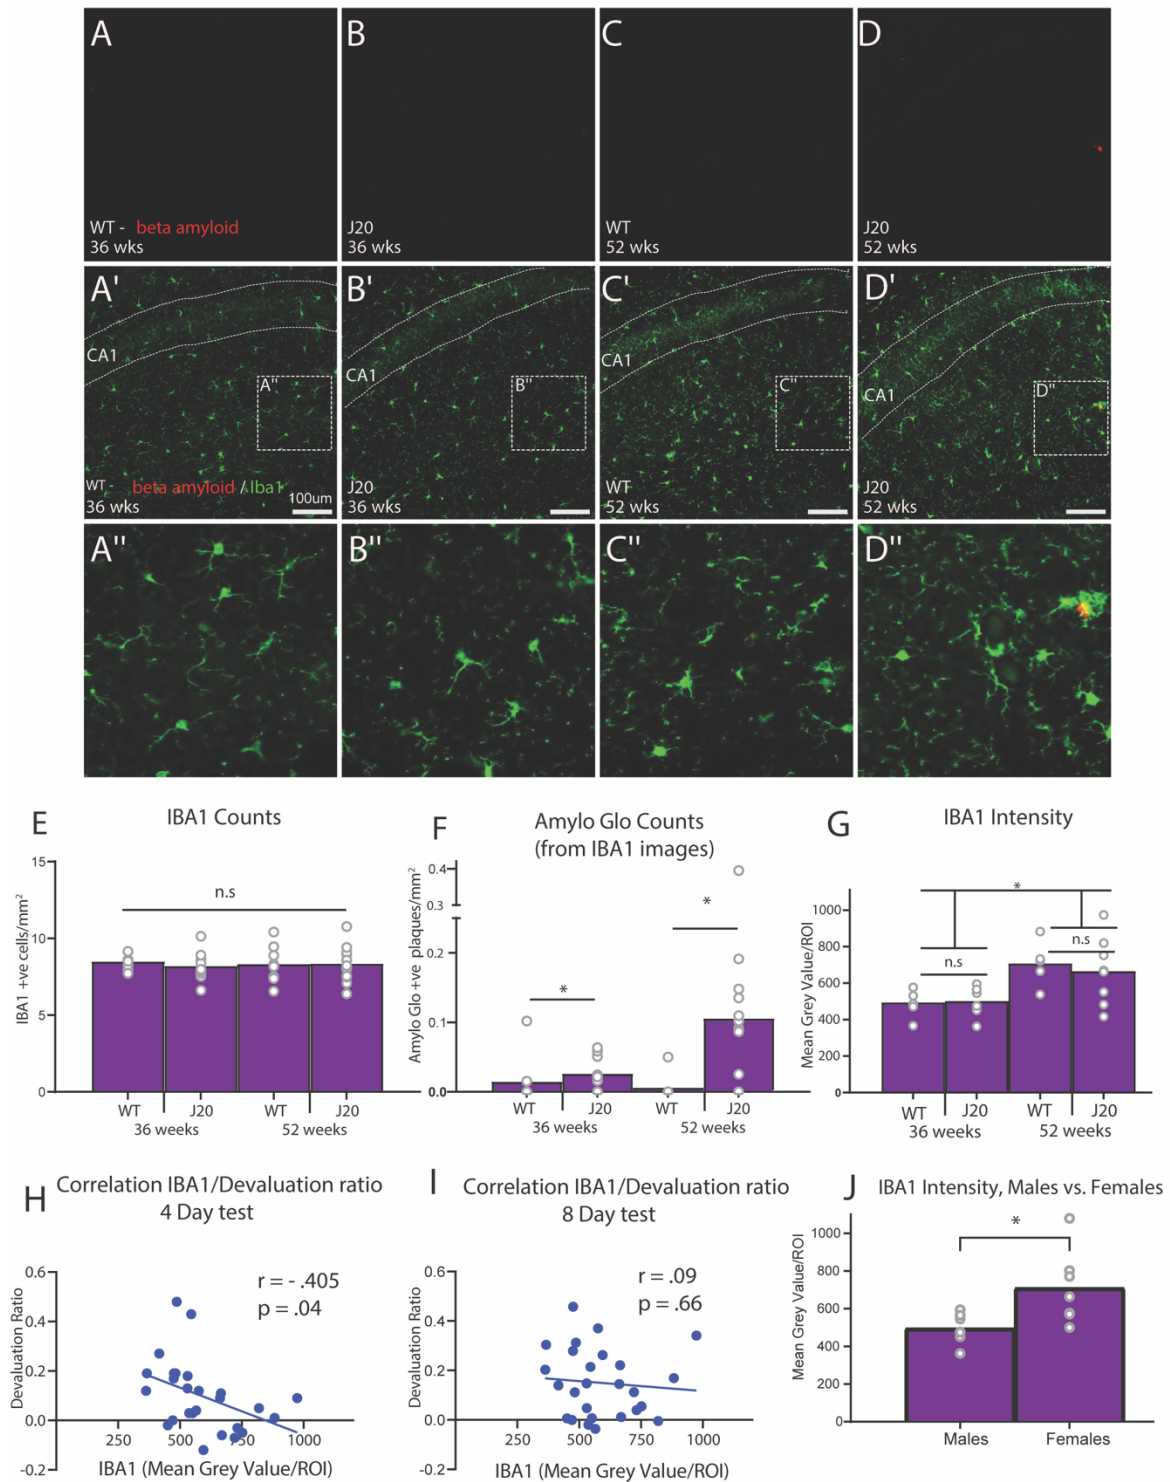 A
B
C
D
WT - beta amyloid
36 wks
J20
36 wks
WT
52 wks
J20
52 wks
A'
B'
C'
D'
CA1
CA1
CA1
CA1
A''
B''
C''
D''
WT - beta amyloid / Iba1
36 wks
100um
J20
36 wks
WT
52 wks
J20
52 wks
A''
B''
C''
D''
E
IBA1 Counts
IBA1 +ve cells/mm²
15
10
5
0
n.s
WT
J20
WT
J20
36 weeks
52 weeks
F
Amylo Glo Counts
(from IBA1 images)
Amylo Glo +ve plaques/mm²
0.4
0.3
0.2
0.1
0.0
*
*
WT
J20
WT
J20
36 weeks
52 weeks
G
IBA1 Intensity
Mean Grey Value/ROI
1000
800
600
400
200
0
*
n.s
n.s
WT
J20
WT
J20
36 weeks
52 weeks
H
Correlation IBA1/Devaluation ratio
4 Day test
r = - .405
p = .04
Devaluation Ratio
0.6
0.4
0.2
0.0
-0.2
250
500
750
1000
IBA1 (Mean Grey Value/ROI)
I
Correlation IBA1/Devaluation ratio
8 Day test
r = .09
p = .66
Devaluation Ratio
0.6
0.4
0.2
0.0
-0.2
250
500
750
1000
IBA1 (Mean Grey Value/ROI)
J
IBA1 Intensity, Males vs. Females
Mean Grey Value/ROI
1000
800
600
400
200
0
*
Males
Females